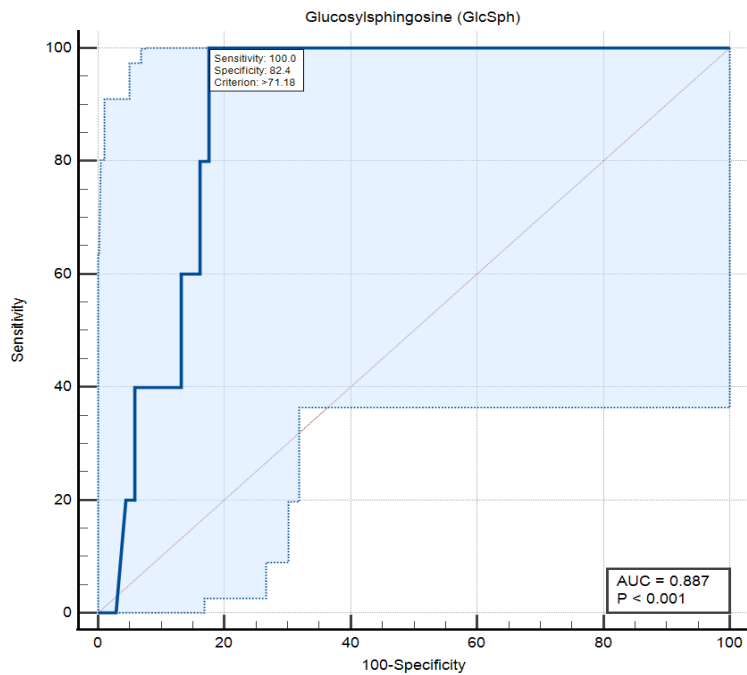 Glucosylsphingosine (GlcSph)
100
80
60
40
20
0
Sensitivity
Sensitivity: 100.0
Specificity: 82.4
Criterion: >71.18
AUC = 0.887
P < 0.001
0 20 40 60 80 100
100-Specificity